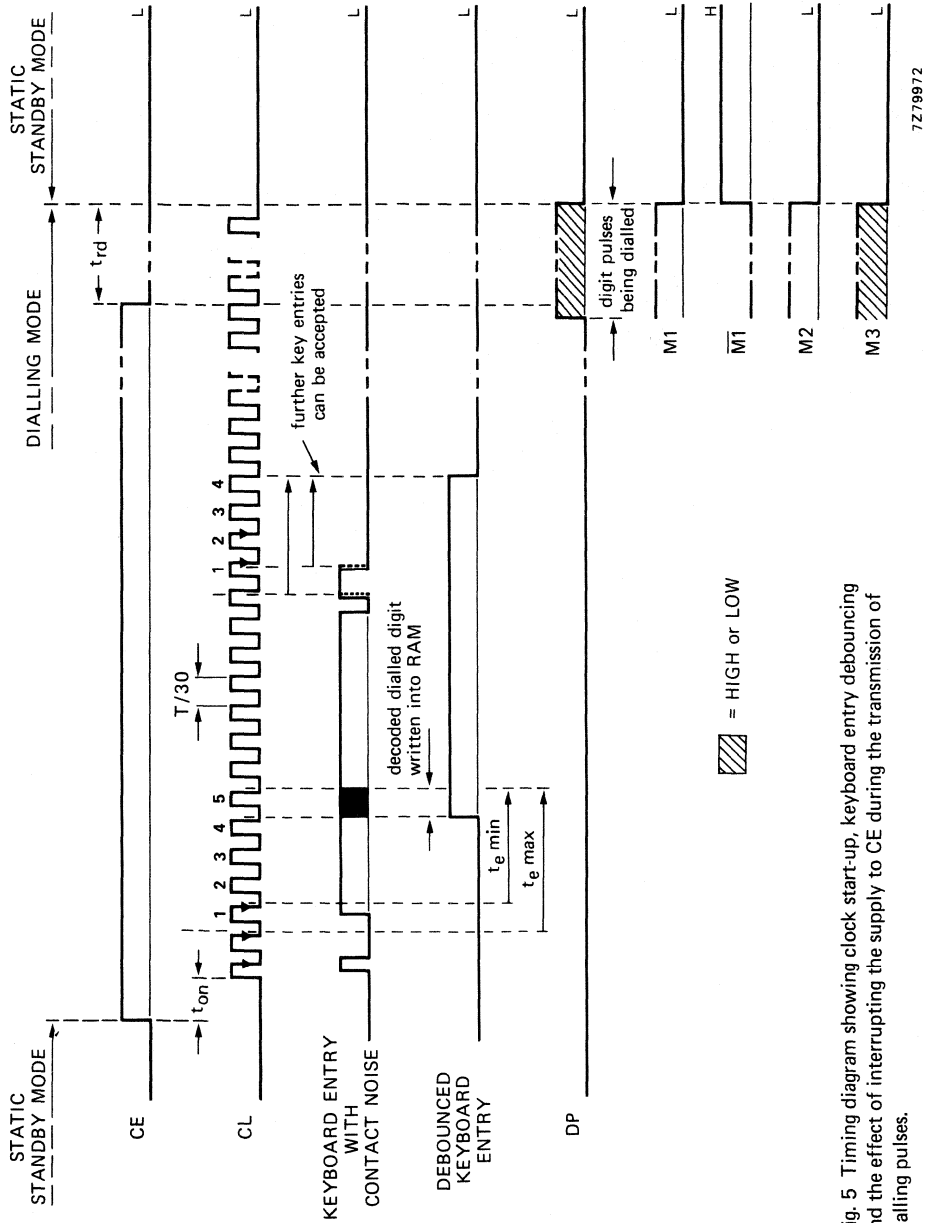 STATIC
STANDBY MODE
DIALLING MODE
STATIC
STANDBY MODE
CE
t_on
t_rd
L
CL
1 2 3 4 5
T/30
1 2 3 4
L
KEYBOARD ENTRY
WITH
CONTACT NOISE
further key entries
can be accepted
L
decoded dialled digit
written into RAM
DEBOUNCED
KEYBOARD
ENTRY
L
t_e min
t_e max
DP
L
digit pulses
being dialled
M1
L
M̅1̅
H
M2
L
M3
L
= HIGH or LOW
7Z79972
ig. 5 Timing diagram showing clock start-up, keyboard entry debouncing
nd the effect of interrupting the supply to CE during the transmission of
alling pulses.